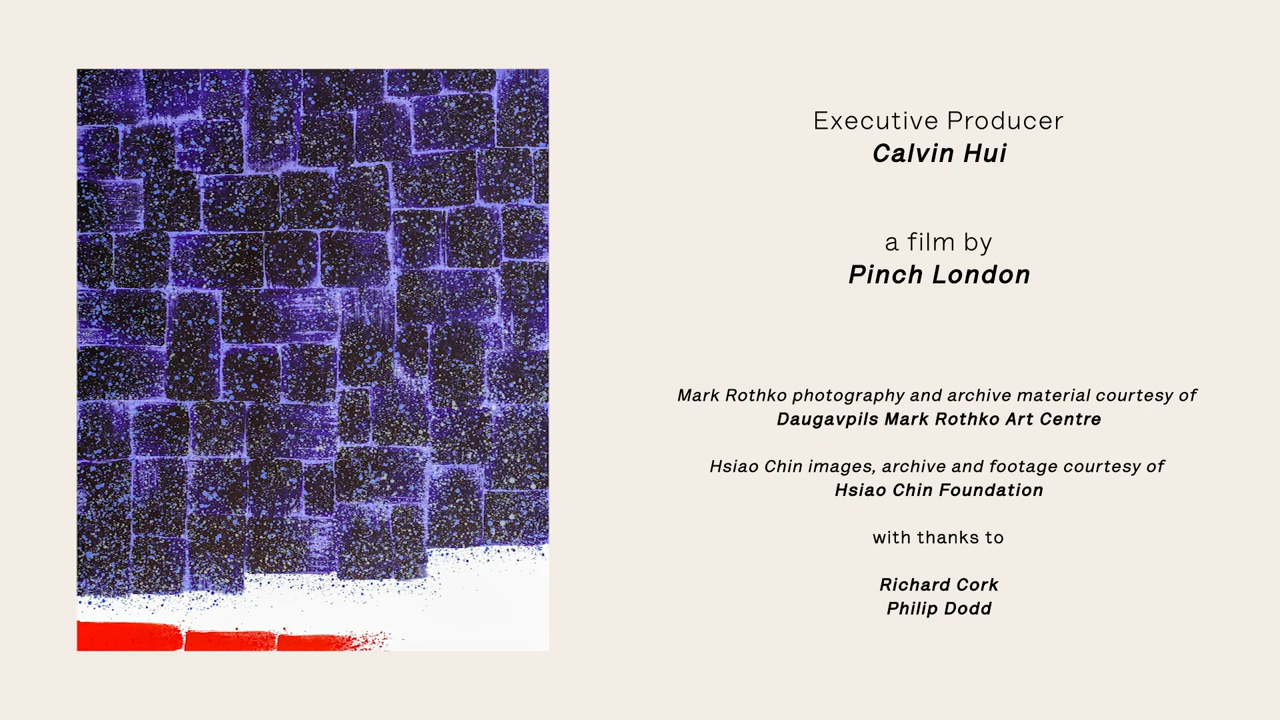 Executive Producer
Calvin Hui
a film by
Pinch London
Mark Rothko photography and archive material courtesy of
Daugavpils Mark Rothko Art Centre
Hsiao Chin images, archive and footage courtesy of
Hsiao Chin Foundation
with thanks to
Richard Cork
Philip Dodd